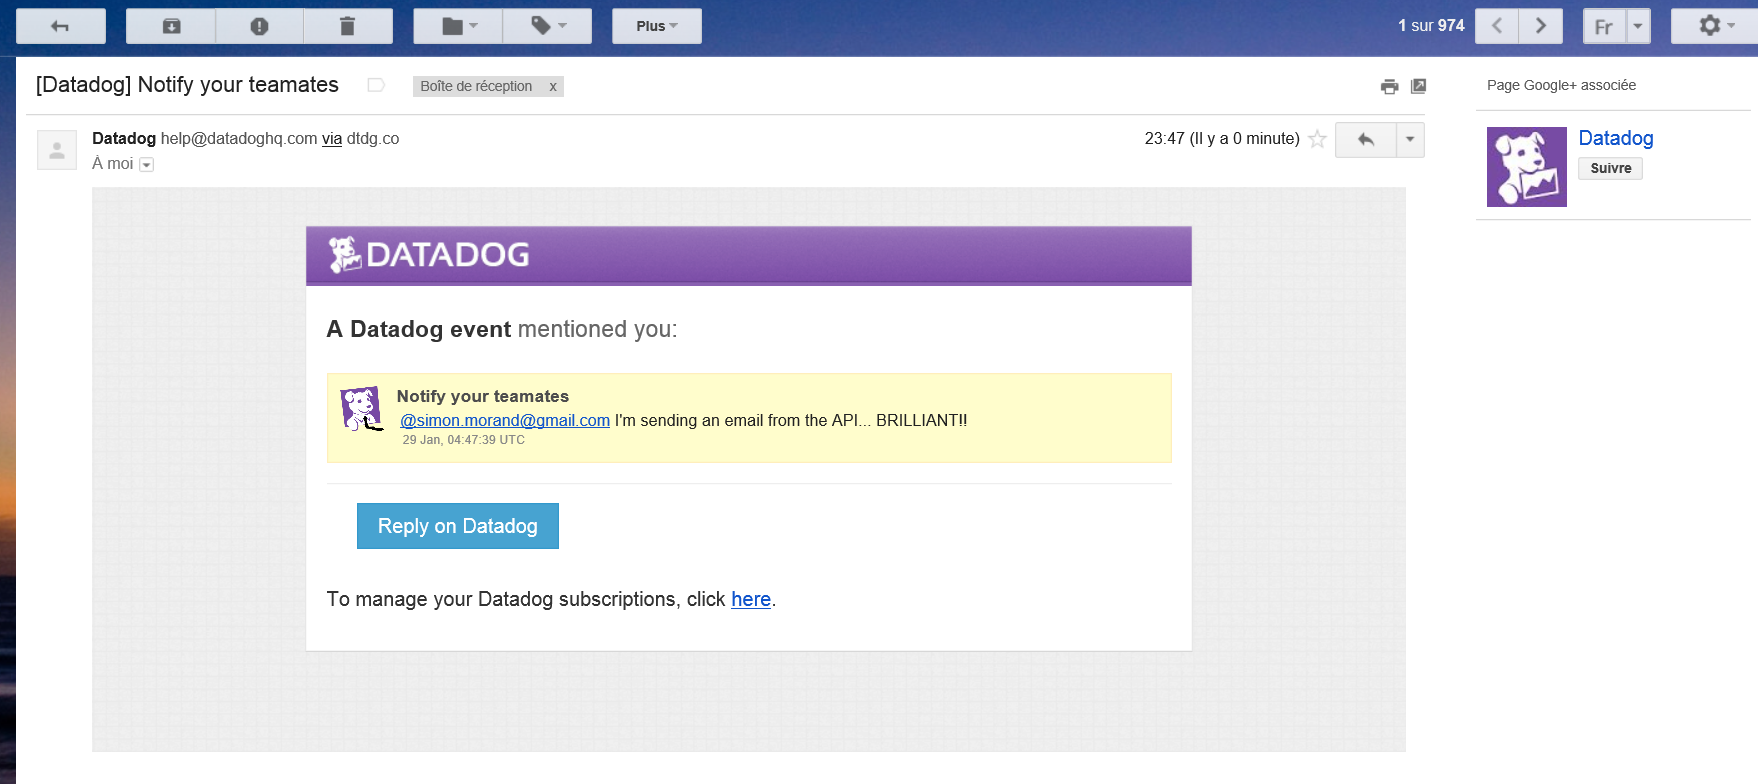 Plus
1 sur 974
Fr
[Datadog] Notify your teamates
Boîte de réception x
Page Google+ associée
Datadog help@datadoghq.com via dtdg.co
23:47 (Il y a 0 minute)
À moi
Datadog
Suivre
DATADOG
A Datadog event mentioned you:
Notify your teamates
@simon.morand@gmail.com I'm sending an email from the API... BRILLIANT!!
29 Jan, 04:47:39 UTC
Reply on Datadog
To manage your Datadog subscriptions, click here.